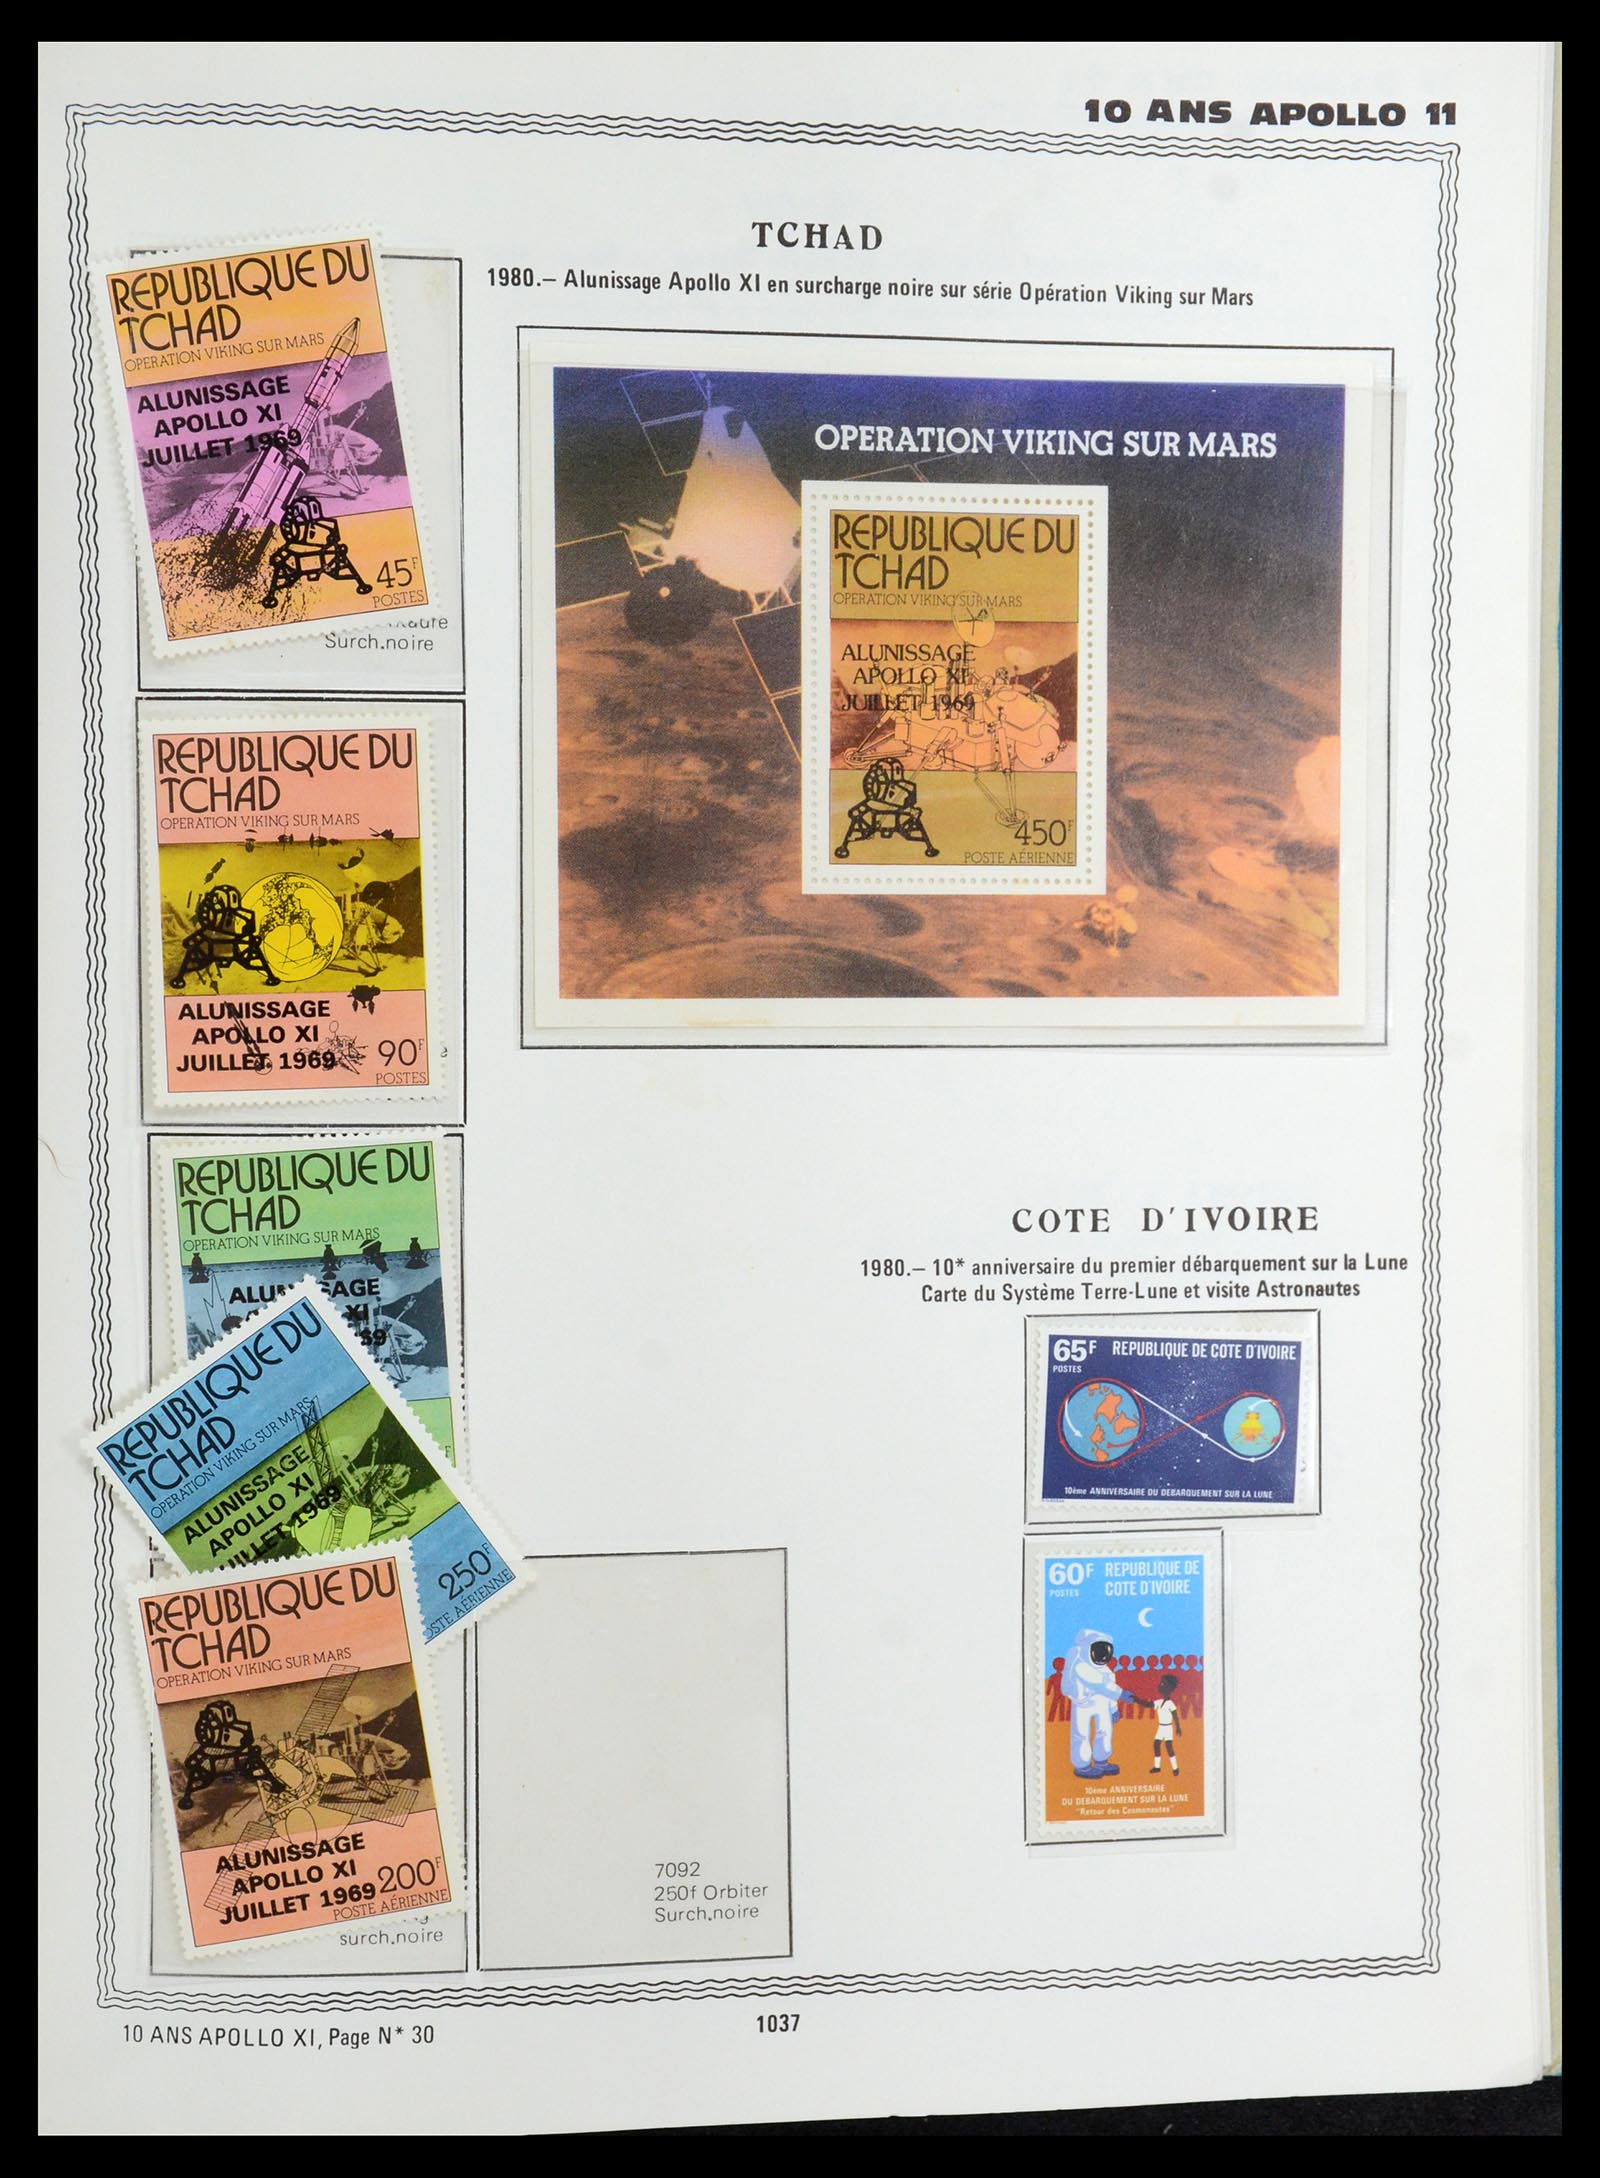 10 ANS APOLLO 11
TCHAD
1980.– Alunissage Apollo XI en surcharge noire sur série Opération Viking sur Mars
REPUBLIQUE DU
TCHAD
OPERATION VIKING SUR MARS
ALUNISSAGE
APOLLO XI
JUILLET 1969
45F
POSTES
Surch.noire
OPERATION VIKING SUR MARS
REPUBLIQUE DU
TCHAD
OPERATION VIKING SUR MARS
ALUNISSAGE
APOLLO XI
JUILLET 1969
450F
POSTE AÉRIENNE
REPUBLIQUE DU
TCHAD
OPERATION VIKING SUR MARS
ALUNISSAGE
APOLLO XI
JUILLET 1969
90F
POSTES
REPUBLIQUE DU
TCHAD
OPERATION VIKING SUR MARS
XI
REPUBLIQUE DU
TCHAD
OPERATION VIKING SUR MARS
ALUNISSAGE
APOLLO XI
1969
250F
AÉRIENNE
REPUBLIQUE DU
TCHAD
OPERATION VIKING SUR MARS
ALUNISSAGE
APOLLO XI
JUILLET 1969
200F
POSTE AÉRIENNE
surch.noire
7092
250f Orbiter
Surch.noire
COTE D'IVOIRE
1980.– 10* anniversaire du premier débarquement sur la Lune
Carte du Système Terre-Lune et visite Astronautes
65F REPUBLIQUE DE COTE D'IVOIRE
POSTES
10ème ANNIVERSAIRE DU DEBARQUEMENT SUR LA LUNE
60F REPUBLIQUE DE
POSTES COTE D'IVOIRE
10ème ANNIVERSAIRE
DU DEBARQUEMENT SUR LA LUNE
"Retour des Cosmonautes"
10 ANS APOLLO XI, Page N* 30
1037